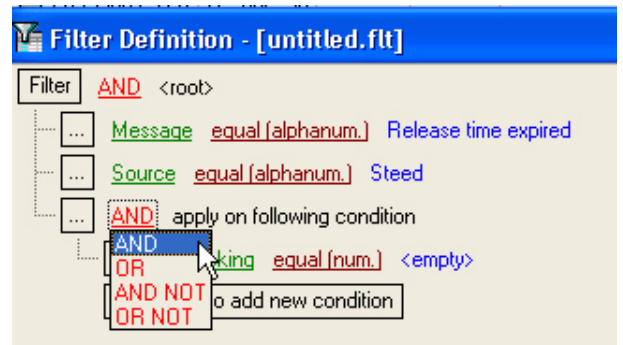 Filter Definition - [untitled.flt]
Filter AND <root>
... Message equal (alphanum.) Release time expired
... Source equal (alphanum.) Steed
... AND apply on following condition
AND
OR
AND NOT
OR NOT
equal (num.) <empty>
to add new condition